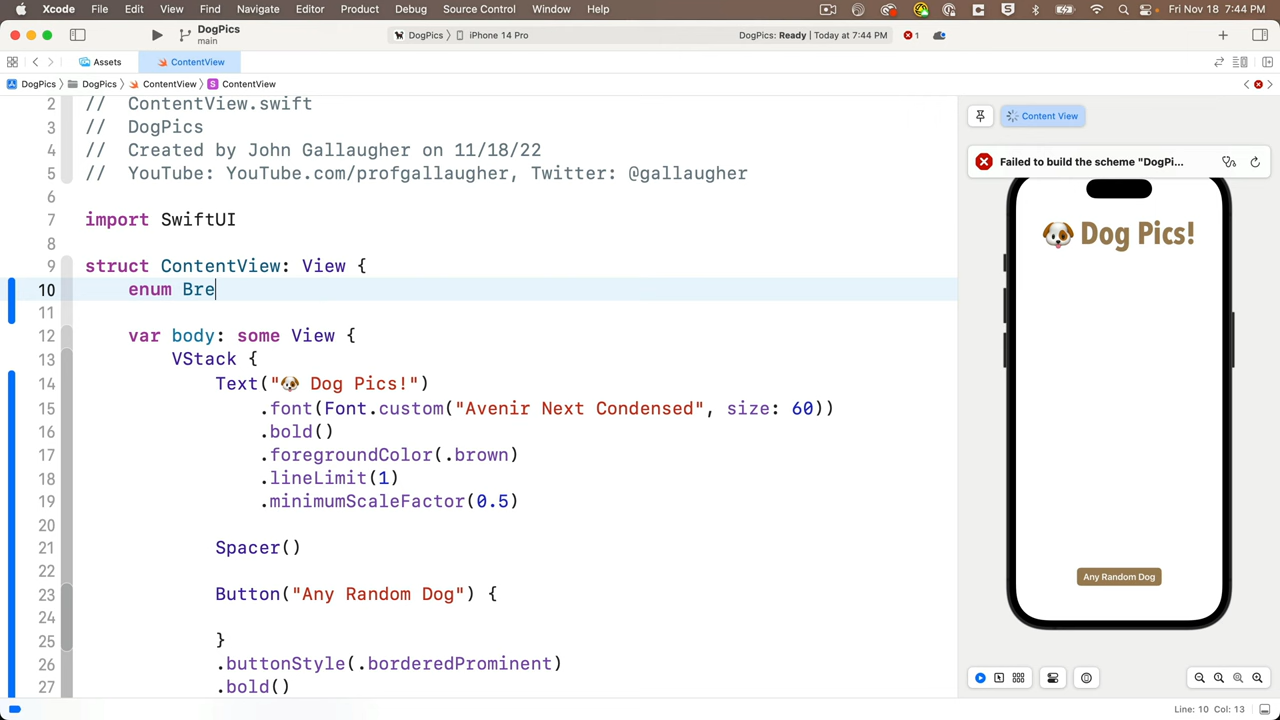 Xcode File Edit View Find Navigate Editor Product Debug Source Control Window Help Fri Nov 18 7:44 PM
DogPics
main
DogPics 〉 iPhone 14 Pro
DogPics: Ready | Today at 7:44 PM
1
Assets
ContentView
DogPics 〉 DogPics 〉 ContentView 〉 S ContentView
Content View
Failed to build the scheme "DogPi...
2 // ContentView.swift
3 // DogPics
4 // Created by John Gallaugher on 11/18/22
5 // YouTube: YouTube.com/profgallaugher, Twitter: @gallaugher
6
7 import SwiftUI
8
9 struct ContentView: View {
10 enum Bre
11
12 var body: some View {
13 VStack {
14 Text("🐶 Dog Pics!")
15 .font(Font.custom("Avenir Next Condensed", size: 60))
16 .bold()
17 .foregroundColor(.brown)
18 .lineLimit(1)
19 .minimumScaleFactor(0.5)
20
21 Spacer()
22
23 Button("Any Random Dog") {
24
25 }
26 .buttonStyle(.borderedProminent)
27 .bold()
🐶 Dog Pics!
Any Random Dog
Line: 10 Col: 13